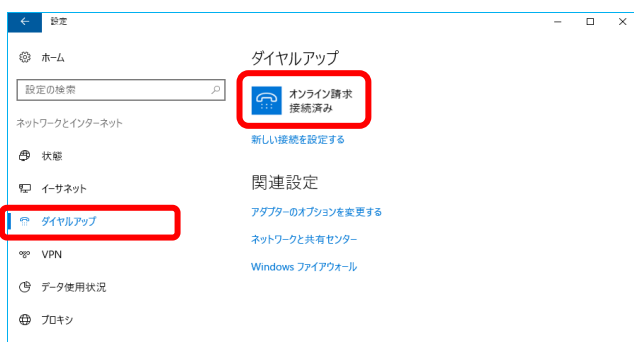 設定
ホーム
設定の検索
ネットワークとインターネット
状態
イーサネット
ダイヤルアップ
VPN
データ使用状況
プロキシ
ダイヤルアップ
オンライン請求
接続済み
新しい接続を設定する
関連設定
アダプターのオプションを変更する
ネットワークと共有センター
Windows ファイアウォール